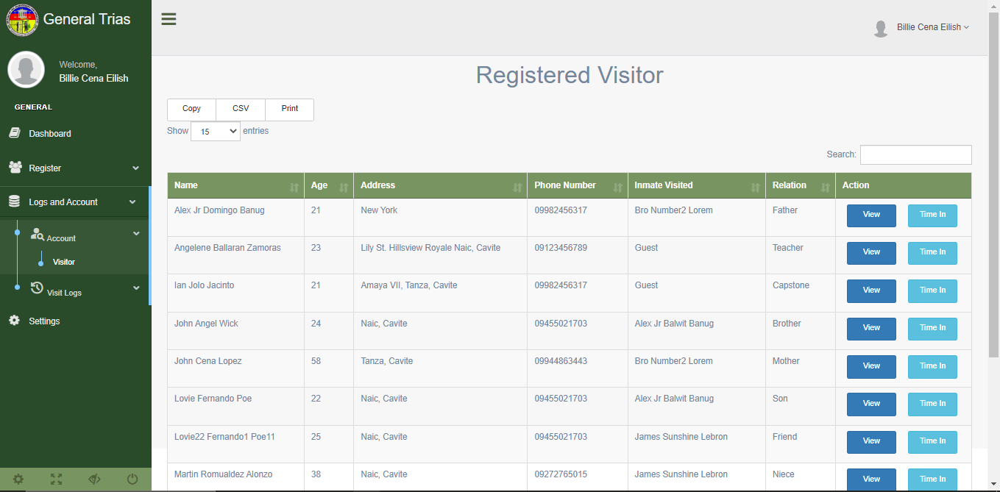 General Trias
Billie Cena Eilish
Welcome,
Billie Cena Eilish
GENERAL
Dashboard
Register
Logs and Account
Account
Visitor
Visit Logs
Settings
Registered Visitor
Copy CSV Print
Show 15 entries
Search:
Name Age Address Phone Number Inmate Visited Relation Action
Alex Jr Domingo Banug 21 New York 09982456317 Bro Number2 Lorem Father View Time In
Angelene Ballaran Zamoras 23 Lily St. Hillsview Royale Naic, Cavite 09123456789 Guest Teacher View Time In
Ian Jolo Jacinto 21 Amaya VII, Tanza, Cavite 09982456317 Guest Capstone View Time In
John Angel Wick 24 Naic, Cavite 09455021703 Alex Jr Balwit Banug Brother View Time In
John Cena Lopez 58 Tanza, Cavite 09944863443 Bro Number2 Lorem Mother View Time In
Lovie Fernando Poe 22 Naic, Cavite 09455021703 Alex Jr Balwit Banug Son View Time In
Lovie22 Fernando1 Poe11 25 Naic, Cavite 09455021703 James Sunshine Lebron Friend View Time In
Martin Romualdez Alonzo 38 Naic, Cavite 09272765015 James Sunshine Lebron Niece View Time In